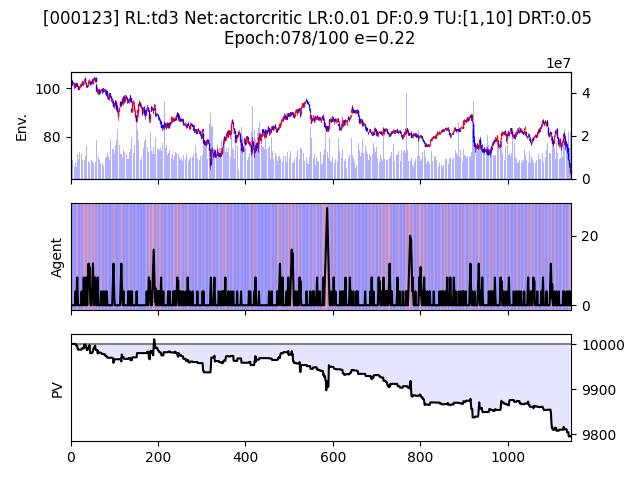 [000123] RL:td3 Net:actorcritic LR:0.01 DF:0.9 TU:[1,10] DRT:0.05
Epoch:078/100 e=0.22
1e7
100
80
Env.
4
2
0
Agent
20
0
PV
10000
9900
9800
0
200
400
600
800
1000